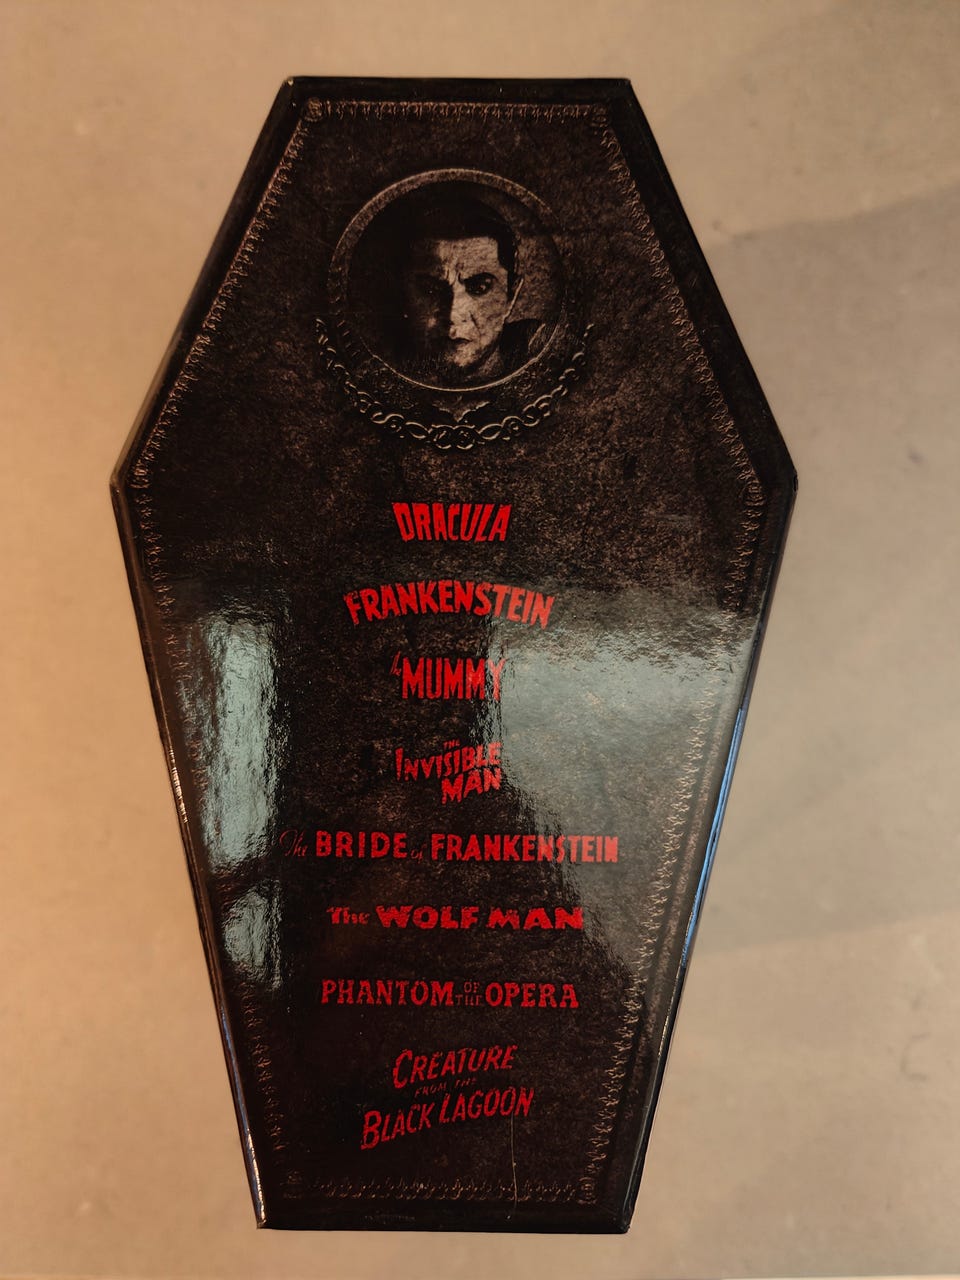 DRACULA
FRANKENSTEIN
THE MUMMY
THE
INVISIBLE
MAN
The BRIDE of FRANKENSTEIN
The WOLF MAN
PHANTOM OF THE OPERA
CREATURE
FROM THE
BLACK LAGOON